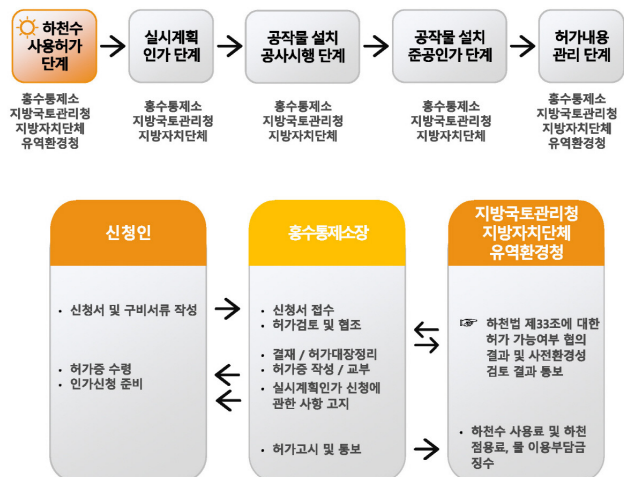 하천수
사용허가
단계
실시계획
인가 단계
공작물 설치
공사시행 단계
공작물 설치
준공인가 단계
허가내용
관리 단계
홍수통제소
지방국토관리청
지방자치단체
유역환경청
홍수통제소
지방국토관리청
지방자치단체
홍수통제소
지방국토관리청
지방자치단체
홍수통제소
지방국토관리청
지방자치단체
홍수통제소
지방국토관리청
지방자치단체
유역환경청
신청인
• 신청서 및 구비서류 작성
• 허가증 수령
• 인가신청 준비
홍수통제소장
• 신청서 접수
• 허가검토 및 협조
• 결재 / 허가대장정리
• 허가증 작성 / 교부
• 실시계획인가 신청에
관한 사항 고지
• 허가고시 및 통보
지방국토관리청
지방자치단체
유역환경청
☞ 하천법 제33조에 대한
허가 가능여부 협의
결과 및 사전환경성
검토 결과 통보
• 하천수 사용료 및 하천
점용료, 물 이용부담금
징수